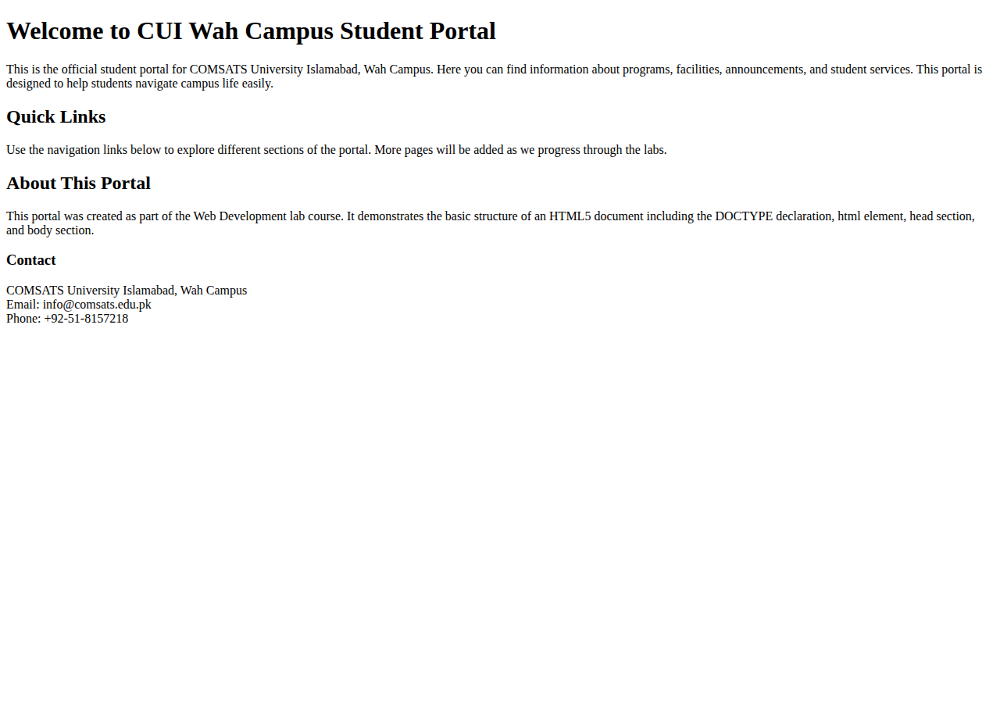 Welcome to CUI Wah Campus Student Portal
This is the official student portal for COMSATS University Islamabad, Wah Campus. Here you can find information about programs, facilities, announcements, and student services. This portal is
designed to help students navigate campus life easily.
Quick Links
Use the navigation links below to explore different sections of the portal. More pages will be added as we progress through the labs.
About This Portal
This portal was created as part of the Web Development lab course. It demonstrates the basic structure of an HTML5 document including the DOCTYPE declaration, html element, head section,
and body section.
Contact
COMSATS University Islamabad, Wah Campus
Email: info@comsats.edu.pk
Phone: +92-51-8157218